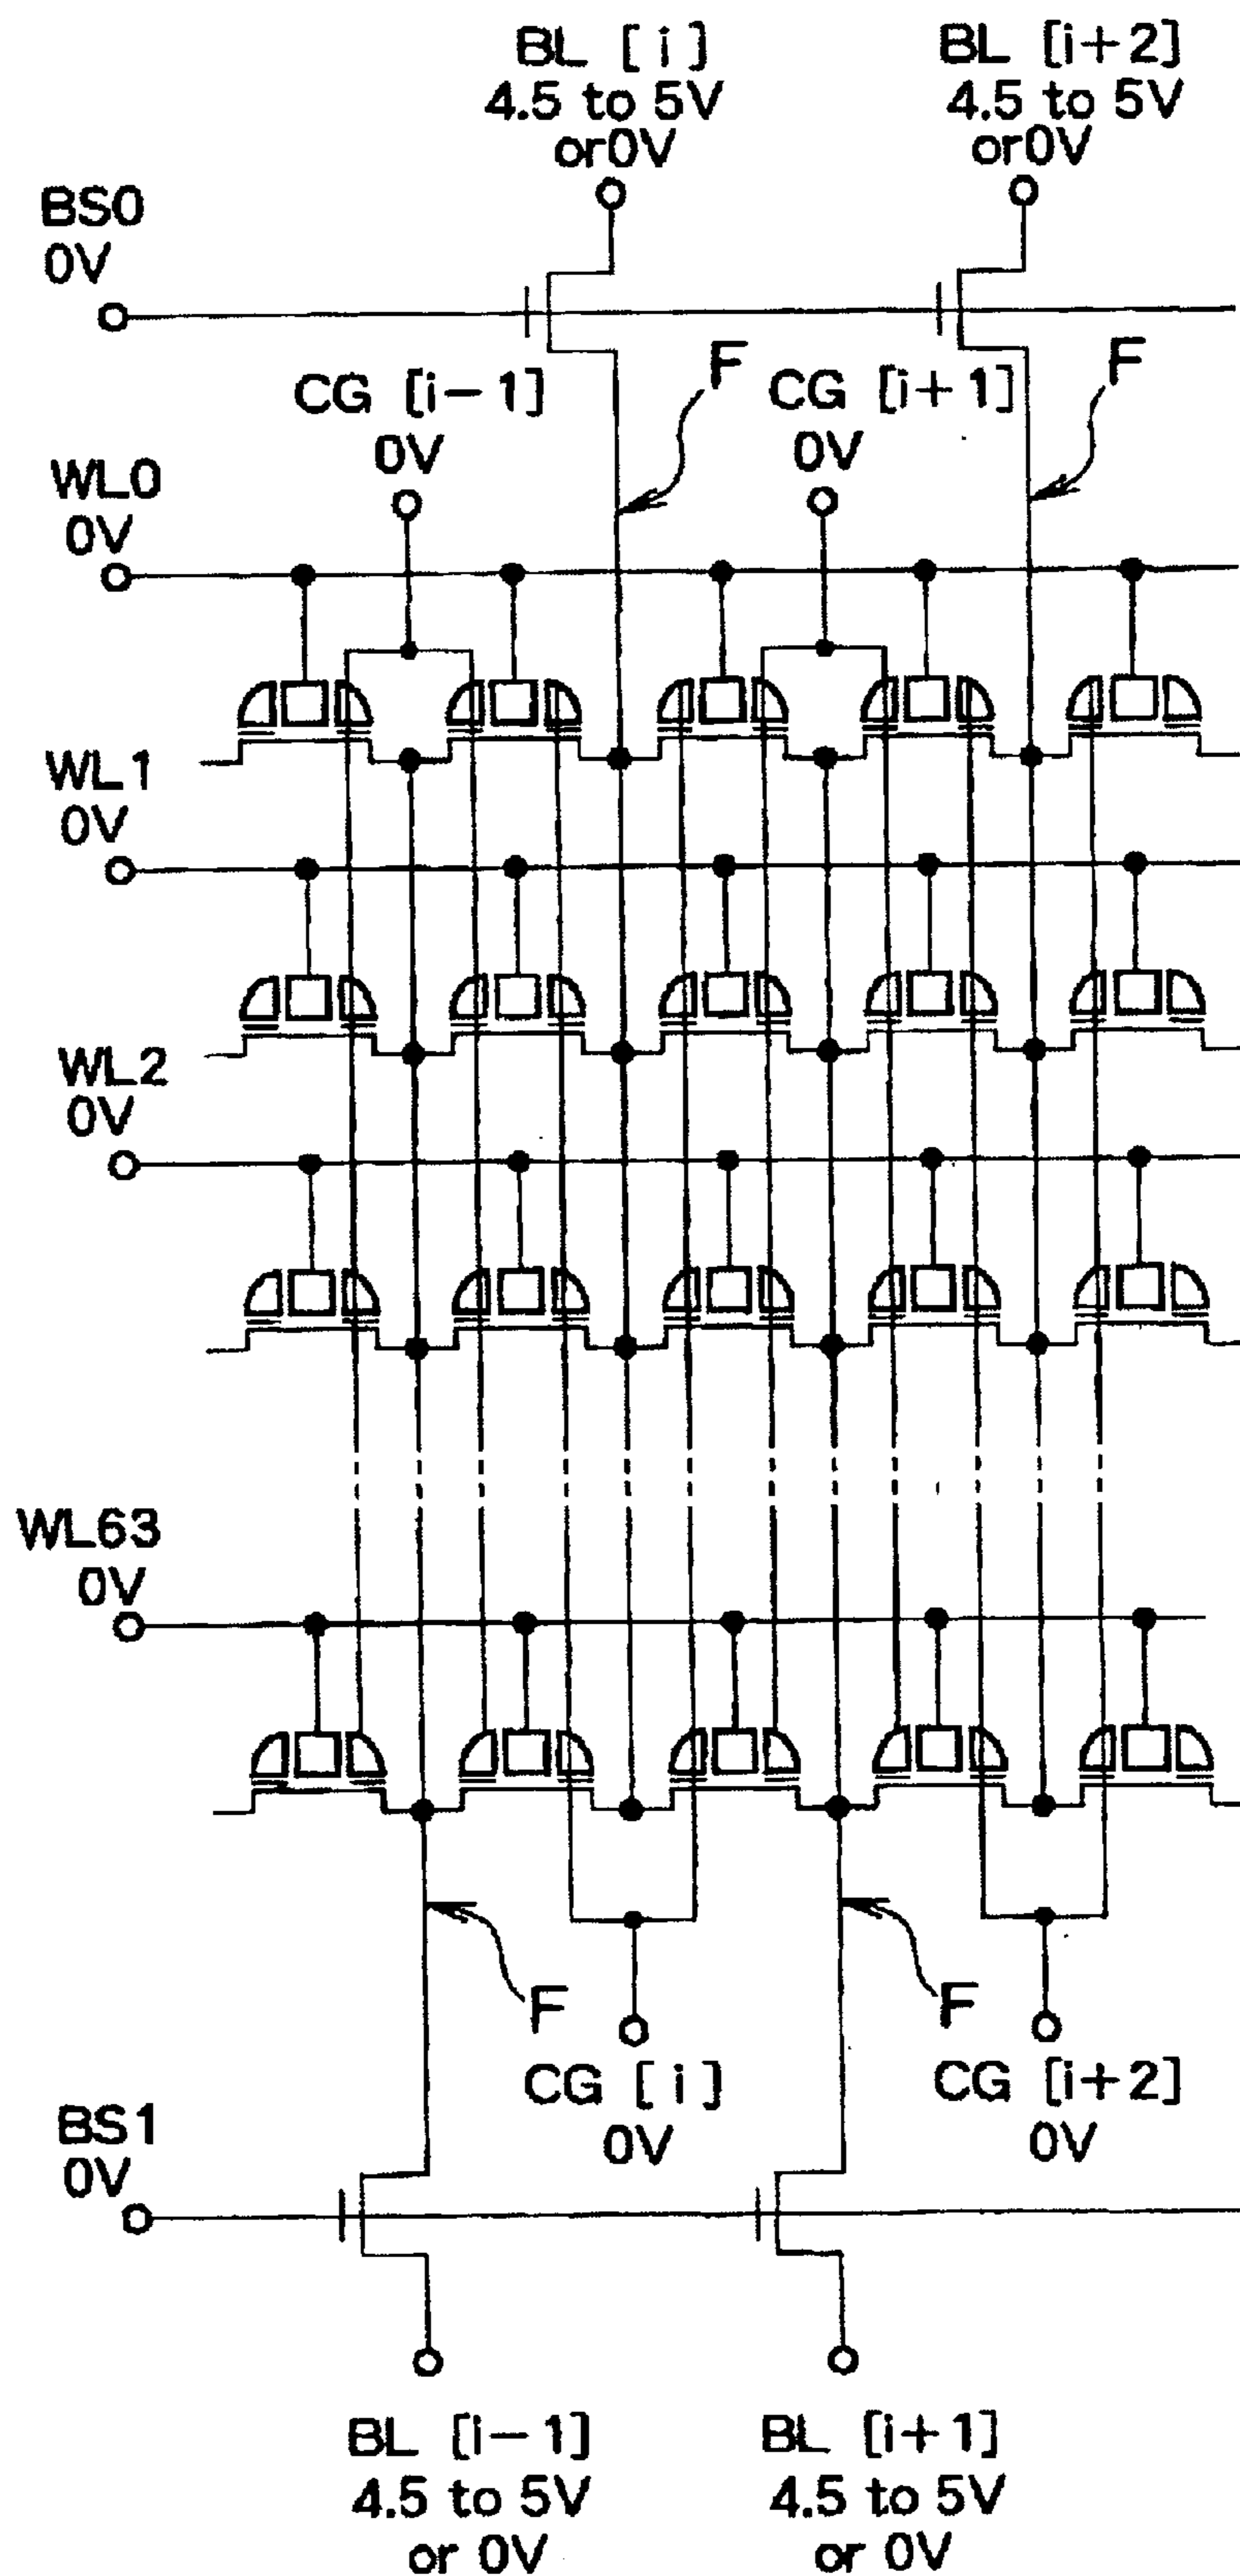 BL [ i ]
4.5 to 5V
or0V
BL [i+2]
4.5 to 5V
or0V
BS0
0V
F
F
CG [i-1]
0V
CG [i+1]
0V
WL0
0V
WL1
0V
WL2
0V
WL63
0V
F
F
CG [ i ]
0V
CG [i+2]
0V
BS1
0V
BL [i-1]
4.5 to 5V
or 0V
BL [i+1]
4.5 to 5V
or 0V